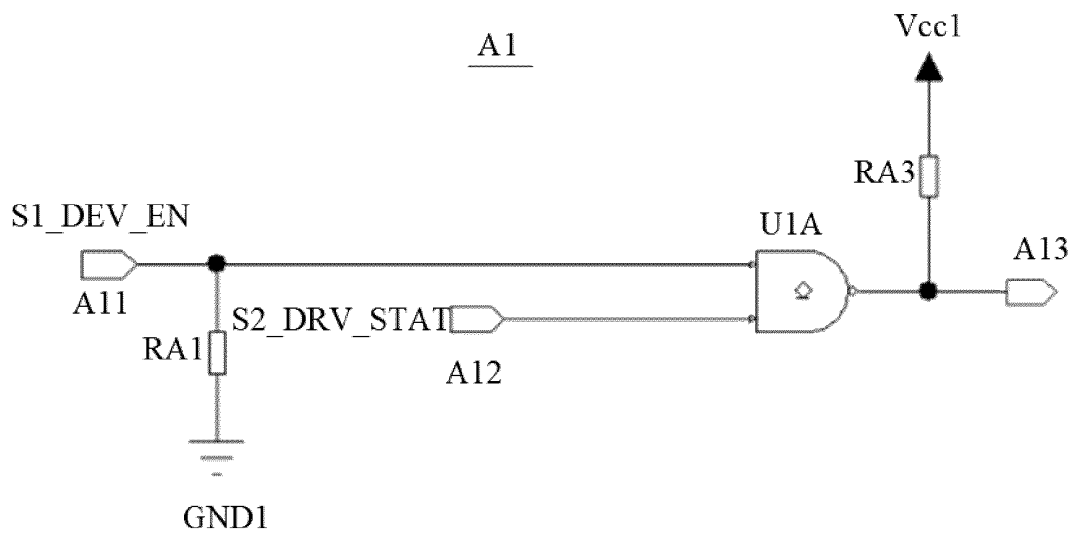 A1
Vcc1
RA3
S1_DEV_EN
U1A
A13
A11
S2_DRV_STAT
RA1
A12
GND1